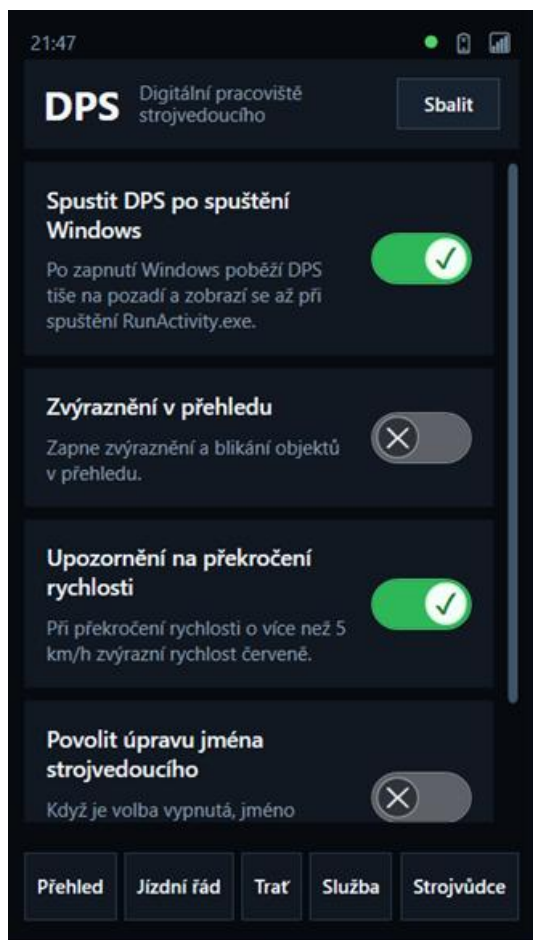 21:47
DPS
Digitální pracoviště
strojvedoucího
Sbalit
Spustit DPS po spuštění
Windows
Po zapnutí Windows poběží DPS
tiše na pozadí a zobrazí se až při
spuštění RunActivity.exe.
Zvýraznění v přehledu
Zapne zvýraznění a blikání objektů
v přehledu.
Upozornění na překročení
rychlosti
Při překročení rychlosti o více než 5
km/h zvýrazní rychlost červeně.
Povolit úpravu jména
strojvedoucího
Když je volba vypnutá, jméno
Přehled
Jízdní řád
Trať
Služba
Strojvůdce